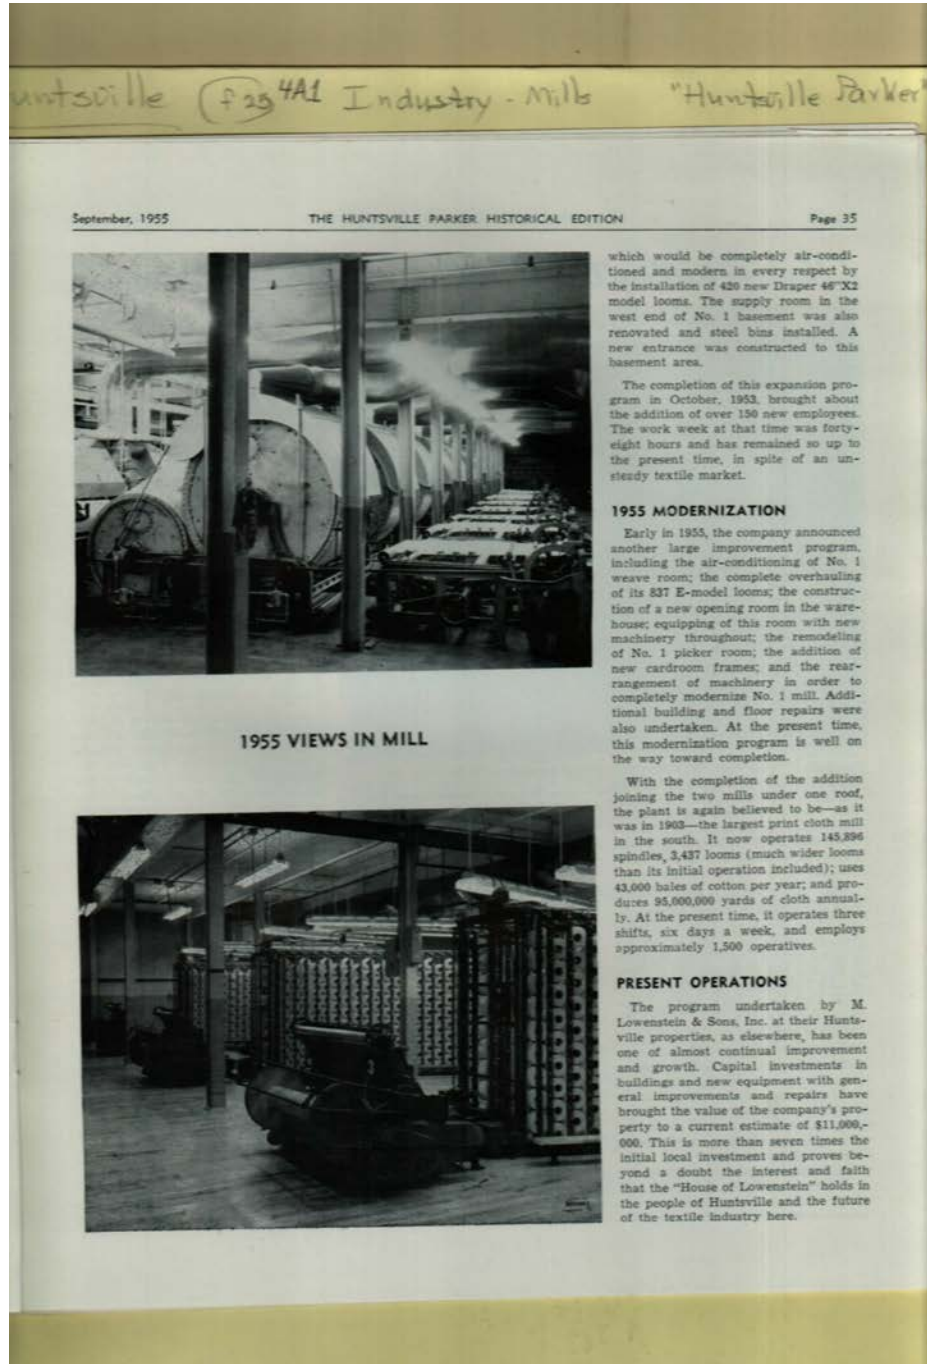 untsville f29 4A1 Industry - Mills "Huntsville Parker"
September, 1955 THE HUNTSVILLE PARKER HISTORICAL EDITION Page 35
which would be completely air-condi-
tioned and modern in every respect by
the installation of 420 new Draper 46"X2
model looms. The supply room in the
west end of No. 1 basement was also
renovated and steel bins installed. A
new entrance was constructed to this
basement area.
The completion of this expansion pro-
gram in October, 1953, brought about
the addition of over 150 new employees.
The work week at that time was forty-
eight hours and has remained so up to
the present time, in spite of an un-
steady textile market.
1955 MODERNIZATION
Early in 1955, the company announced
another large improvement program,
including the air-conditioning of No. 1
weave room; the complete overhauling
of its 837 E-model looms; the construc-
tion of a new opening room in the ware-
house; equipping of this room with new
machinery throughout; the remodeling
of No. 1 picker room; the addition of
new cardroom frames; and the rear-
rangement of machinery in order to
completely modernize No. 1 mill. Addi-
tional building and floor repairs were
also undertaken. At the present time,
this modernization program is well on
the way toward completion.
With the completion of the addition
joining the two mills under one roof,
the plant is again believed to be—as it
was in 1903—the largest print cloth mill
in the south. It now operates 145,896
spindles, 3,437 looms (much wider looms
than its initial operation included); uses
43,000 bales of cotton per year; and pro-
duces 95,000,000 yards of cloth annual-
ly. At the present time, it operates three
shifts, six days a week, and employs
approximately 1,500 operatives.
PRESENT OPERATIONS
The program undertaken by M.
Lowenstein & Sons, Inc. at their Hunts-
ville properties, as elsewhere, has been
one of almost continual improvement
and growth. Capital investments in
buildings and new equipment with gen-
eral improvements and repairs have
brought the value of the company's pro-
perty to a current estimate of $11,000,-
000. This is more than seven times the
initial local investment and proves be-
yond a doubt the interest and faith
that the "House of Lowenstein" holds in
the people of Huntsville and the future
of the textile industry here.
1955 VIEWS IN MILL